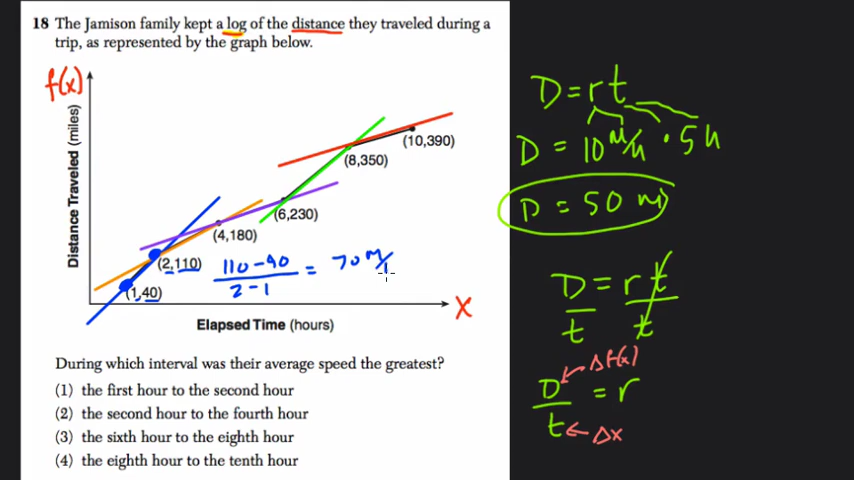 18 The Jamison family kept a log of the distance they traveled during a
trip, as represented by the graph below.
f(x)
Distance Traveled (miles)
(10,390)
(8,350)
(6,230)
(4,180)
(2,110)
(1,40)
110-40
2-1
= 70 M/
X
Elapsed Time (hours)
During which interval was their average speed the greatest?
(1) the first hour to the second hour
(2) the second hour to the fourth hour
(3) the sixth hour to the eighth hour
(4) the eighth hour to the tenth hour
D = rt
D = 10 M/h · 5 h
D = 50 mi
D = r t
t t
Δf(x)
D = r
t ← Δx